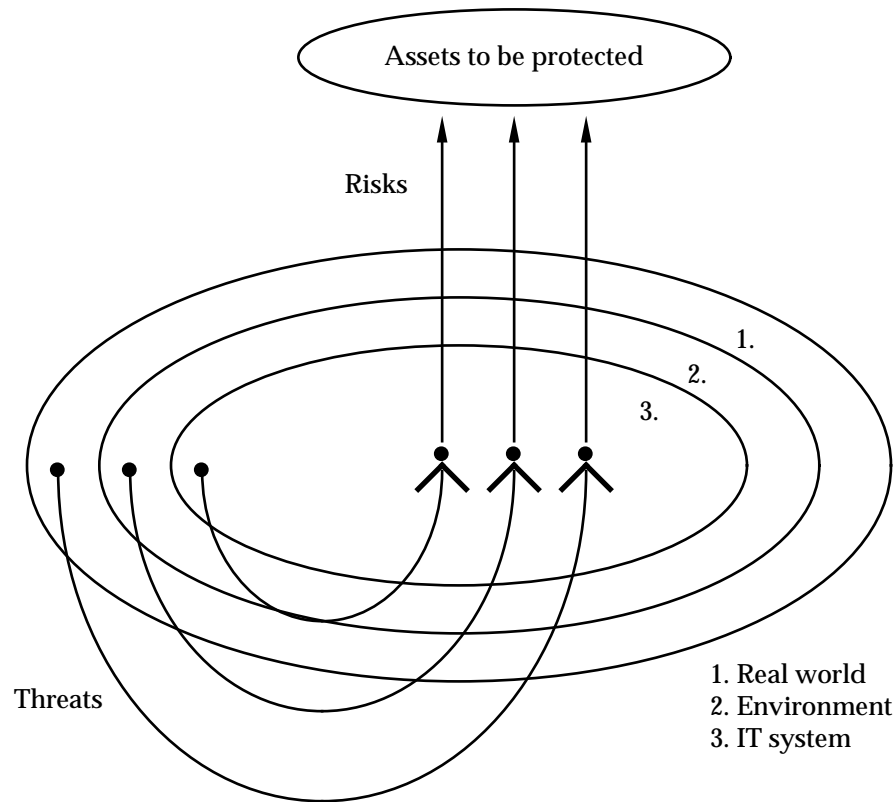 Assets to be protected
Risks
1.
2.
3.
Threats
1. Real world
2. Environment
3. IT system